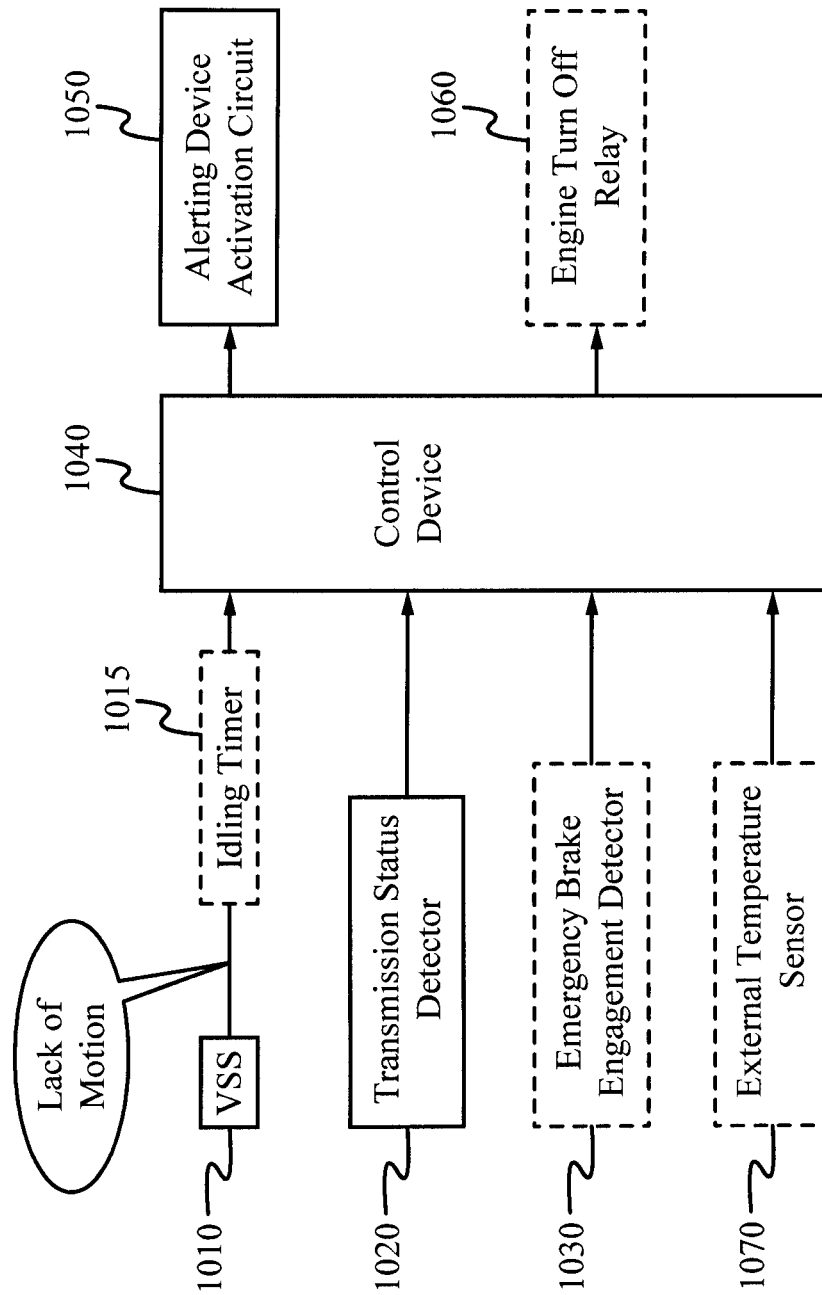 Lack of
Motion
1010
VSS
1015
Idling Timer
1020
Transmission Status
Detector
1030
Emergency Brake
Engagement Detector
1070
External Temperature
Sensor
1040
Control
Device
1050
Alerting Device
Activation Circuit
1060
Engine Turn Off
Relay